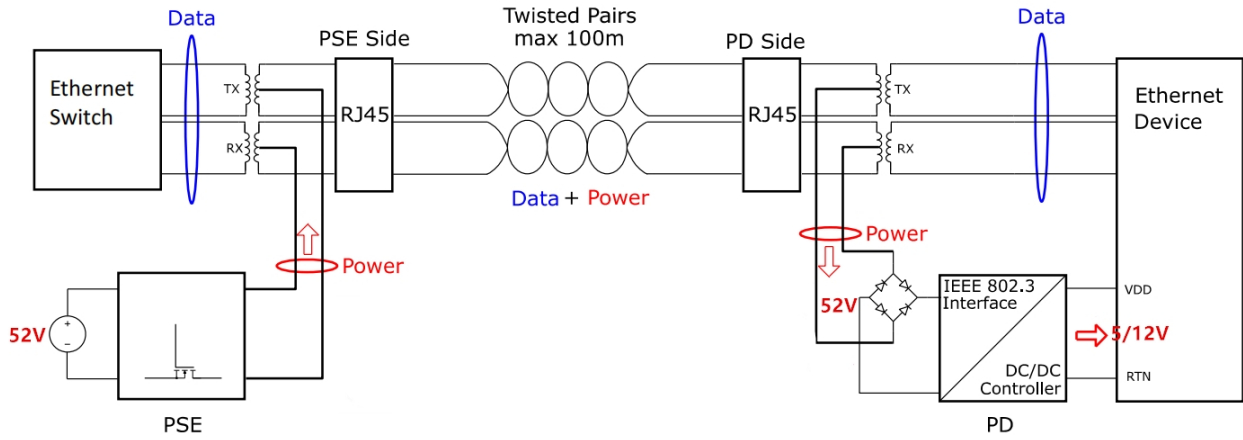 Data
Twisted Pairs
max 100m
Data
PSE Side
PD Side
Ethernet
Switch
TX
RX
RJ45
RJ45
TX
RX
Ethernet
Device
Data + Power
Power
Power
52V
PSE
52V
IEEE 802.3
Interface
DC/DC
Controller
PD
5/12V
VDD
RTN